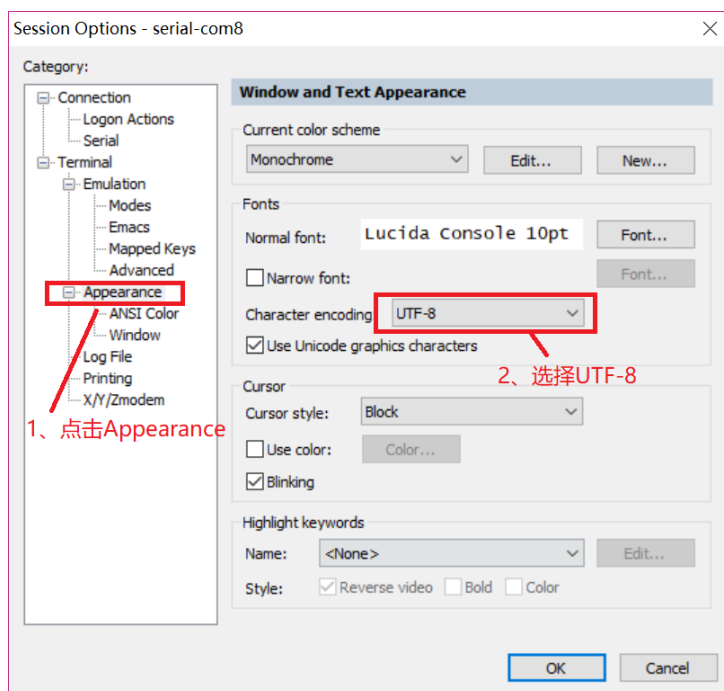 Session Options - serial-com8
Category:
Connection
Logon Actions
Serial
Terminal
Emulation
Modes
Emacs
Mapped Keys
Advanced
Appearance
ANSI Color
Window
Log File
Printing
X/Y/Zmodem
1、点击Appearance
Window and Text Appearance
Current color scheme
Monochrome
Edit...
New...
Fonts
Normal font:
Lucida Console 10pt
Font...
Narrow font:
Font...
Character encoding
UTF-8
Use Unicode graphics characters
2、选择UTF-8
Cursor
Cursor style:
Block
Use color:
Color...
Blinking
Highlight keywords
Name:
<None>
Edit...
Style:
Reverse video
Bold
Color
OK
Cancel